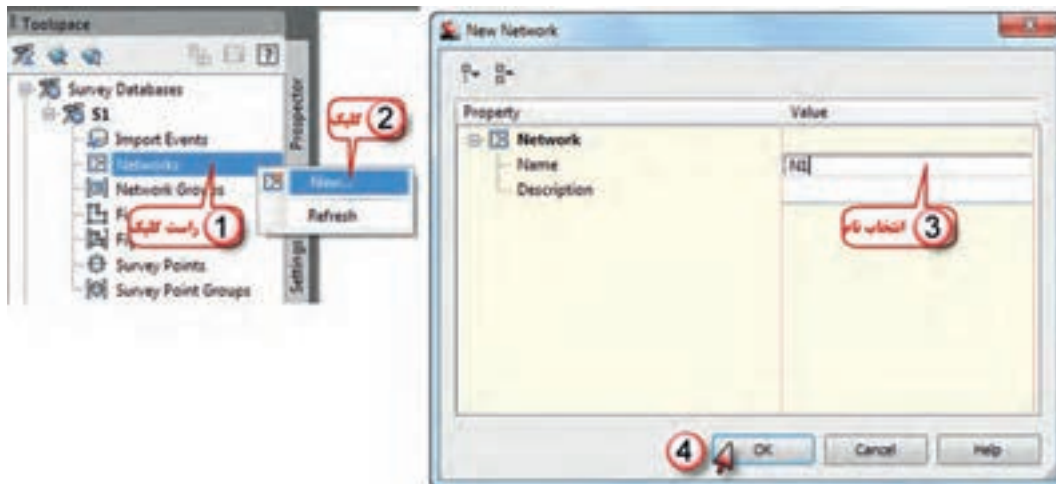 Toolspace
Survey Databases
S1
Import Events
Networks
Network Groups
Fi
Fi
Survey Points
Survey Point Groups
Prospector
Settings
1 راست کلیک
2 کلیک
New...
Refresh
New Network
Property Value
Network
Name N1
Description
3 انتخاب نام
4
OK Cancel Help